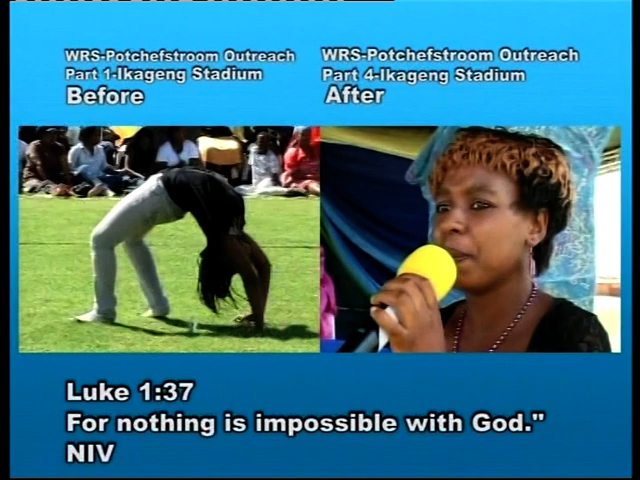 WRS-Potchefstroom Outreach
Part 1-Ikageng Stadium
Before
WRS-Potchefstroom Outreach
Part 4-Ikageng Stadium
After
Luke 1:37
For nothing is impossible with God."
NIV